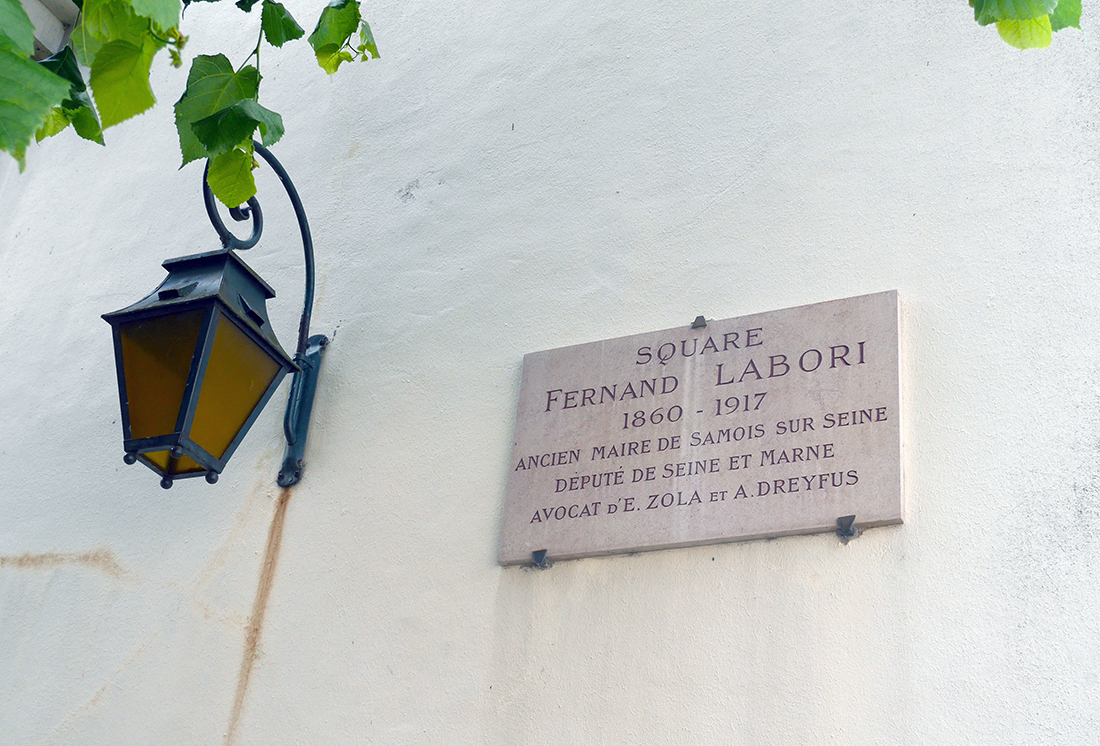 SQUARE
FERNAND LABORI
1860 - 1917
ANCIEN MAIRE DE SAMOIS SUR SEINE
DÉPUTÉ DE SEINE ET MARNE
AVOCAT D'E. ZOLA ET A. DREYFUS